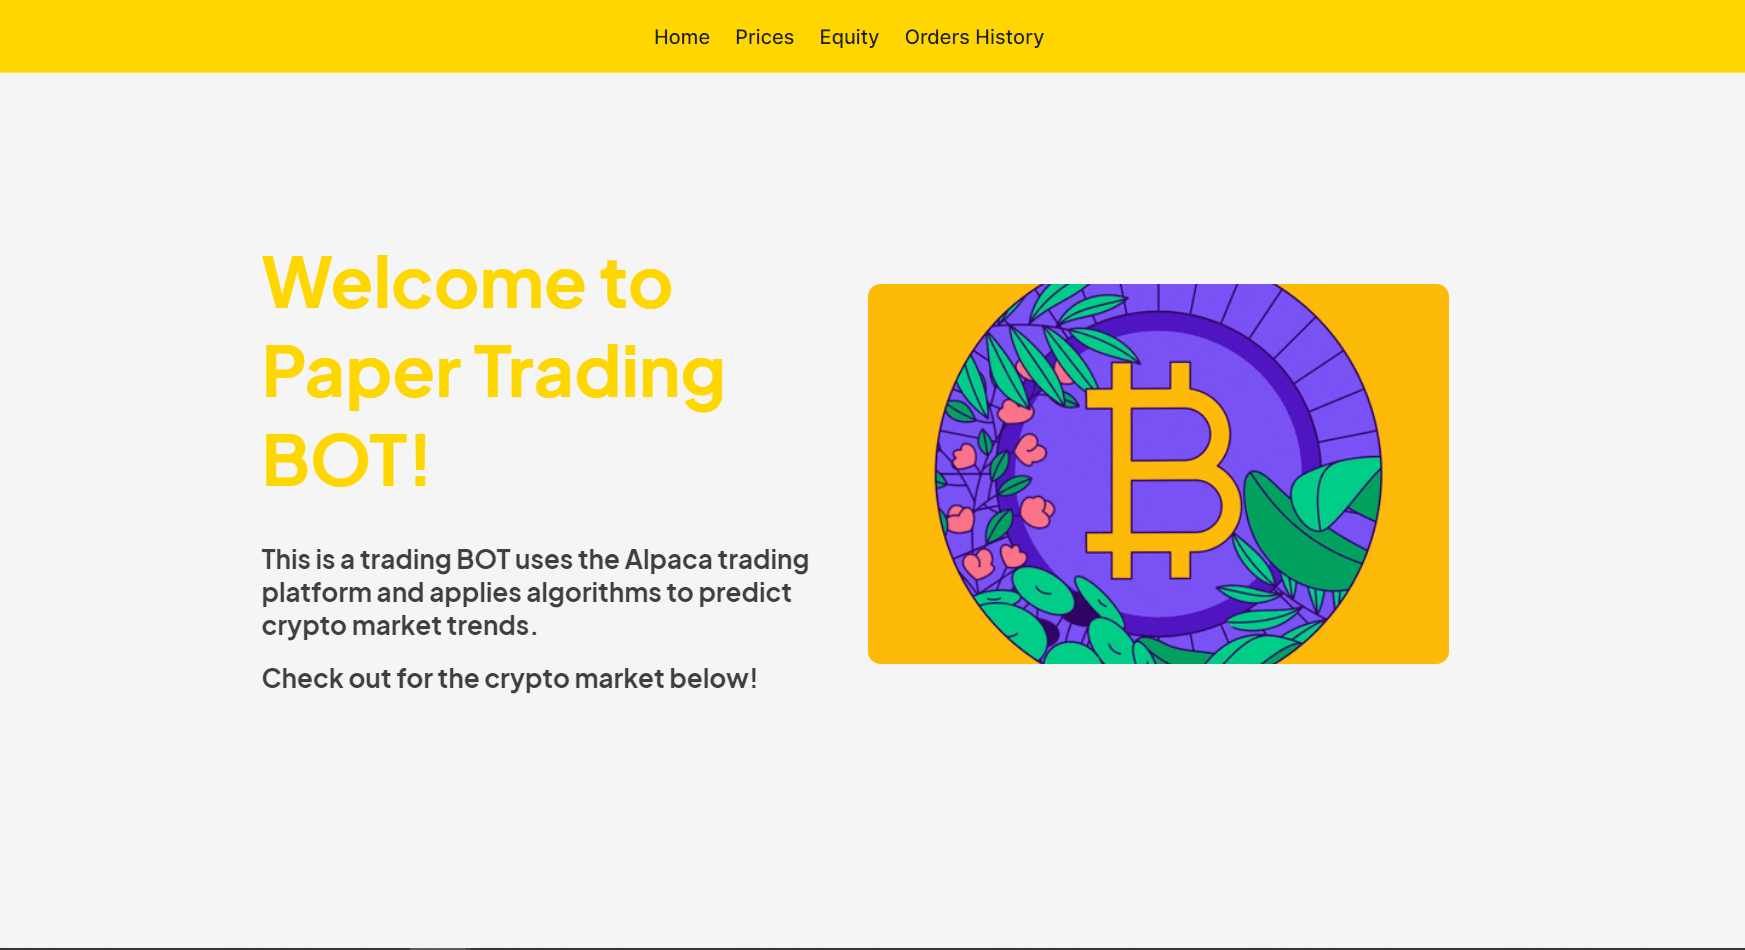 Home Prices Equity Orders History
Welcome to
Paper Trading
BOT!
This is a trading BOT uses the Alpaca trading
platform and applies algorithms to predict
crypto market trends.
Check out for the crypto market below!